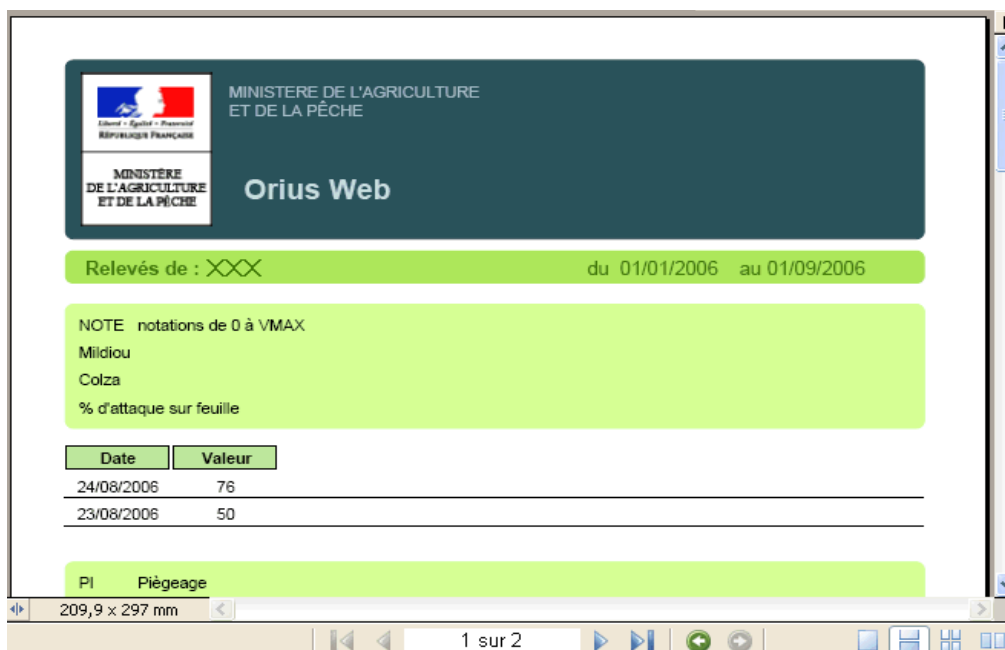 MINISTERE DE L'AGRICULTURE
ET DE LA PÊCHE
Liberté • Égalité • Fraternité
RÉPUBLIQUE FRANÇAISE
MINISTÈRE
DE L'AGRICULTURE
ET DE LA PÊCHE
Orius Web
Relevés de : XXX du 01/01/2006 au 01/09/2006
NOTE notations de 0 à VMAX
Mildiou
Colza
% d'attaque sur feuille
Date Valeur
24/08/2006 76
23/08/2006 50
PI Piègeage
209,9 x 297 mm
1 sur 2